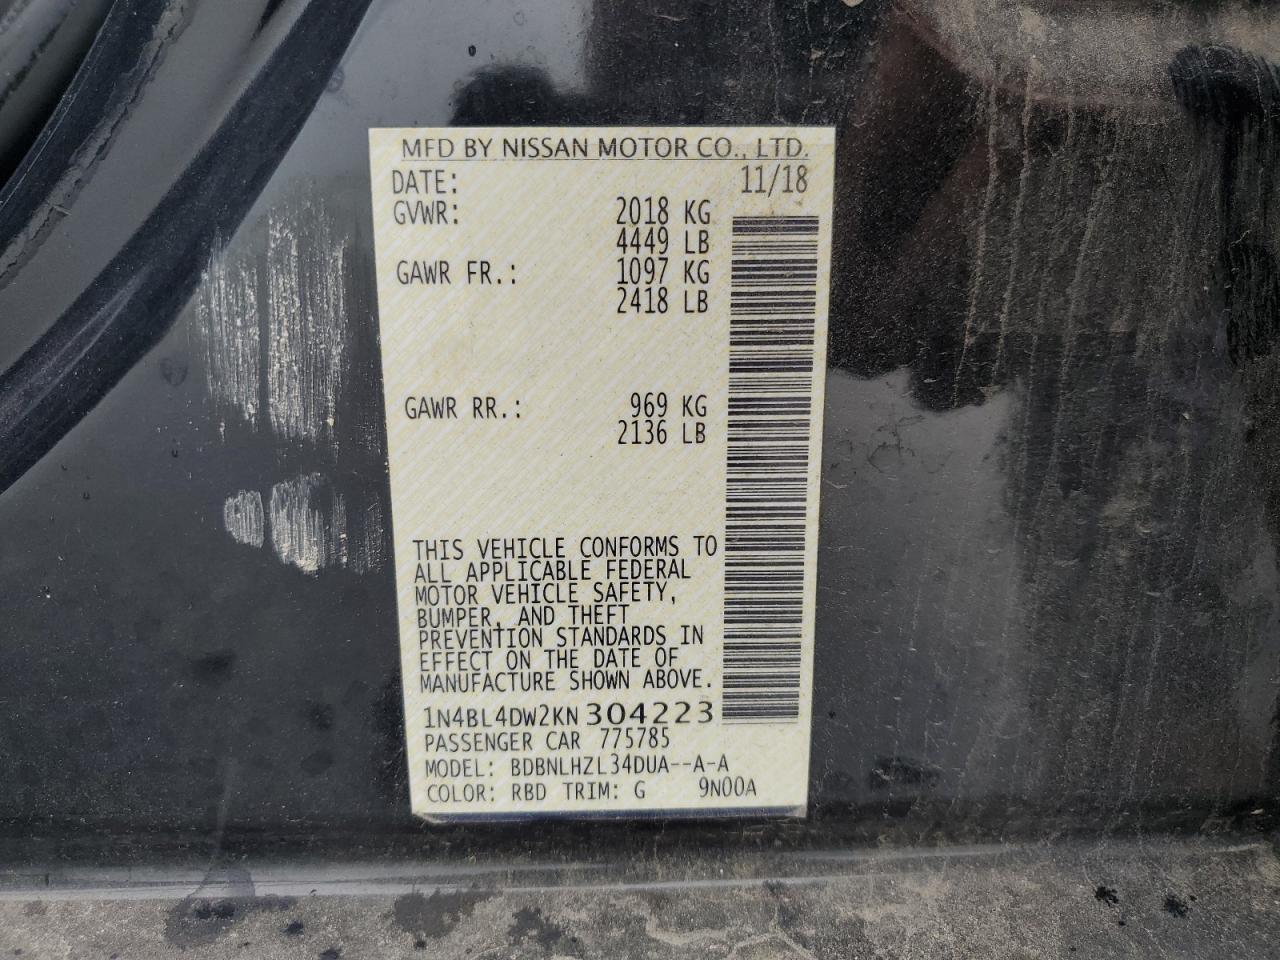 MFD BY NISSAN MOTOR CO., LTD.
DATE: 11/18
GVWR: 2018 KG
4449 LB
GAWR FR.: 1097 KG
2418 LB
GAWR RR.: 969 KG
2136 LB
THIS VEHICLE CONFORMS TO
ALL APPLICABLE FEDERAL
MOTOR VEHICLE SAFETY,
BUMPER, AND THEFT
PREVENTION STANDARDS IN
EFFECT ON THE DATE OF
MANUFACTURE SHOWN ABOVE.
1N4BL4DW2KN304223
PASSENGER CAR 775785
MODEL: BDBNLHZL34DUA--A-A
COLOR: RBD TRIM: G 9N00A